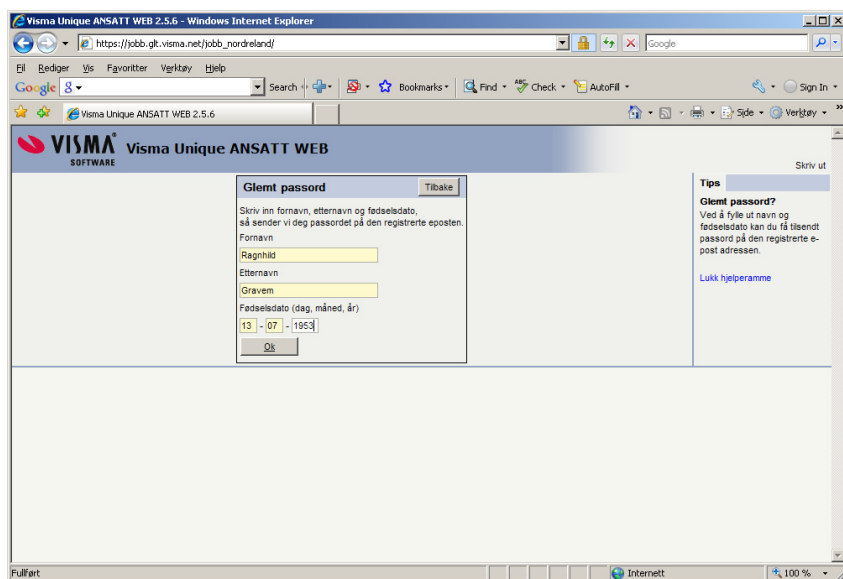 Visma Unique ANSATT WEB 2.5.6 - Windows Internet Explorer
https://jobb.glt.visma.net/jobb_nordreland/
Google
Fil Rediger Vis Favoritter Verktøy Hjelp
Google Search Bookmarks Find Check AutoFill Sign In
Visma Unique ANSATT WEB 2.5.6
Side Verktøy
VISMA SOFTWARE
Visma Unique ANSATT WEB
Skriv ut
Glemt passord
Tilbake
Skriv inn fornavn, etternavn og fødselsdato,
så sender vi deg passordet på den registrerte eposten.
Fornavn
Ragnhild
Etternavn
Gravem
Fødselsdato (dag, måned, år)
13 - 07 - 1953
Ok
Tips
Glemt passord?
Ved å fylle ut navn og
fødselsdato kan du få tilsendt
passord på den registrerte e-
post adressen.
Lukk hjelperamme
Fullført
Internett
100 %